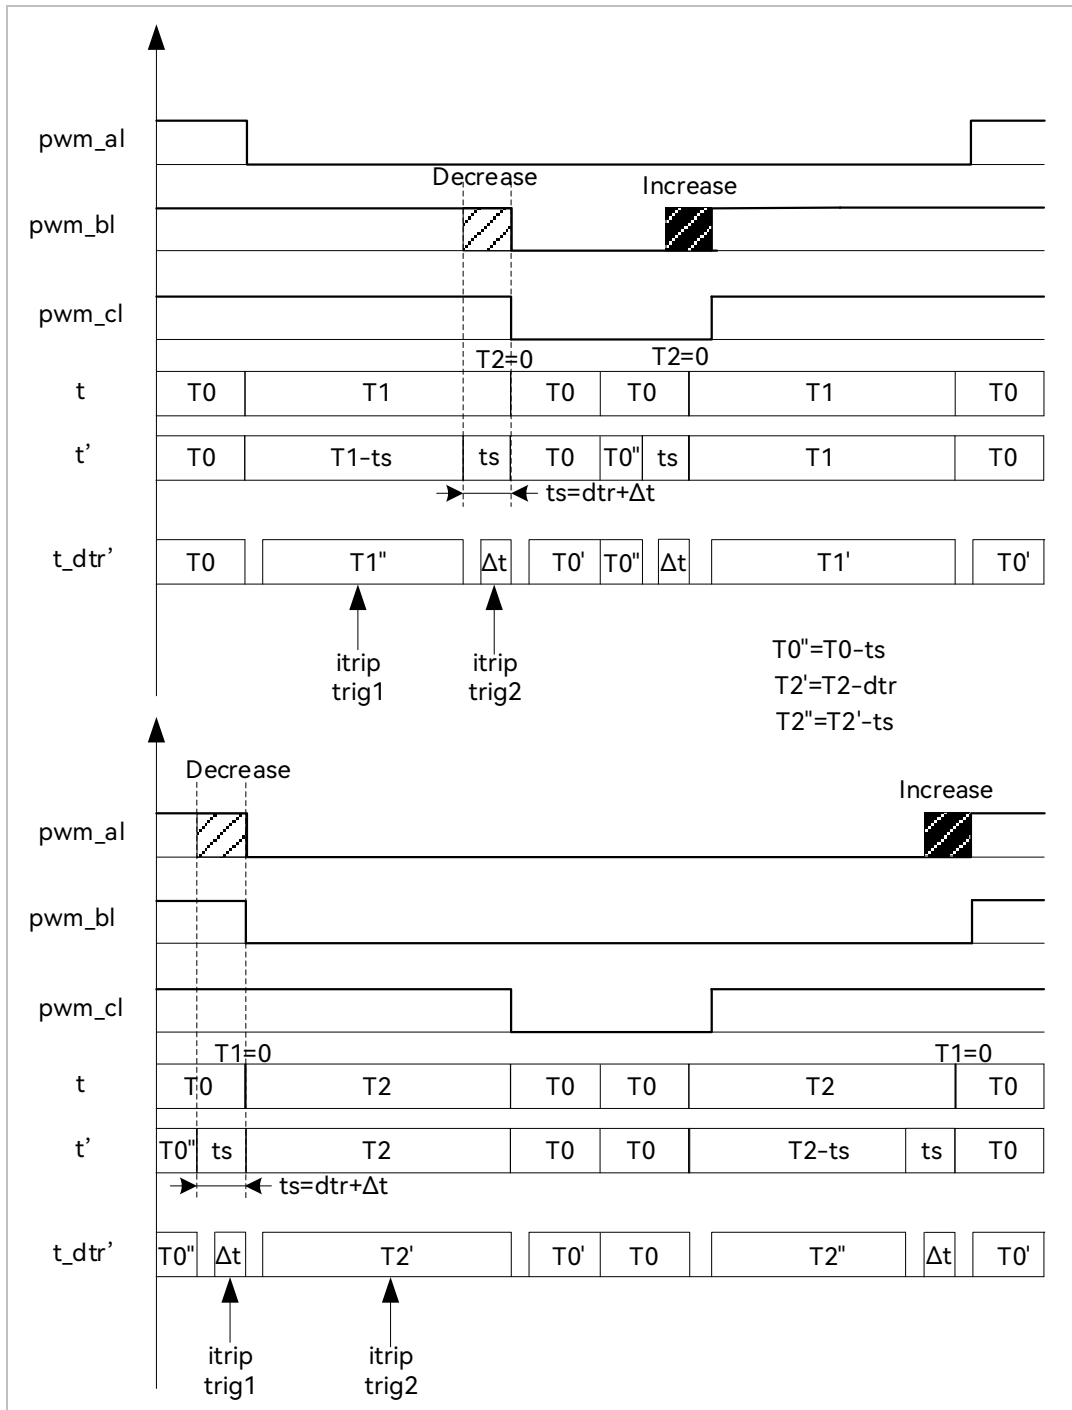 pwm_al
Decrease
Increase
pwm_bl
pwm_cl
T2=0 T2=0
t T0 T1 T0 T0 T1 T0
t’ T0 T1-ts ts T0 T0" ts T1 T0
ts=dtr+Δt
t_dtr’ T0 T1" Δt T0' T0" Δt T1' T0'
itrip trig1
itrip trig2
T0"=T0-ts
T2'=T2-dtr
T2"=T2'-ts
Decrease
Increase
pwm_al
pwm_bl
pwm_cl
T1=0 T1=0
t T0 T2 T0 T0 T2 T0
t’ T0" ts T2 T0 T0 T2-ts ts T0
ts=dtr+Δt
t_dtr’ T0" Δt T2' T0' T0 T2" Δt T0'
itrip trig1
itrip trig2